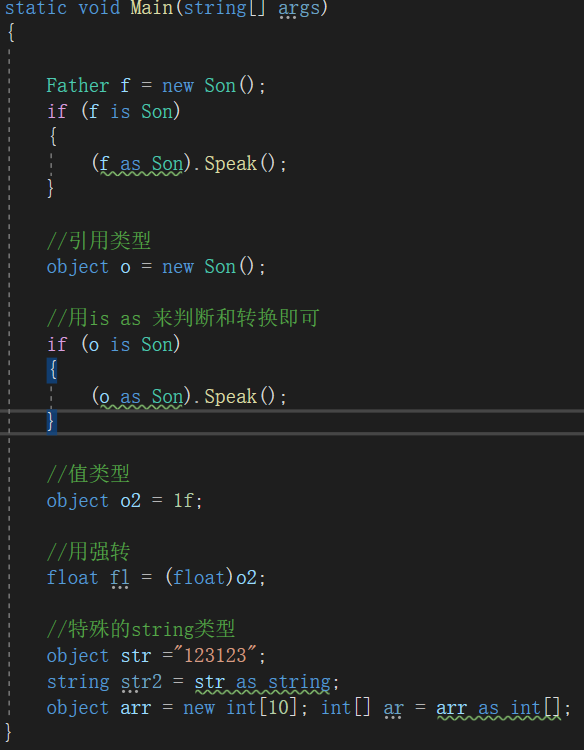 static void Main(string[] args)
{
Father f = new Son();
if (f is Son)
{
(f as Son).Speak();
}
//引用类型
object o = new Son();
//用is as 来判断和转换即可
if (o is Son)
{
(o as Son).Speak();
}
//值类型
object o2 = 1f;
//用强转
float fl = (float)o2;
//特殊的string类型
object str ="123123";
string str2 = str as string;
object arr = new int[10]; int[] ar = arr as int[];
}